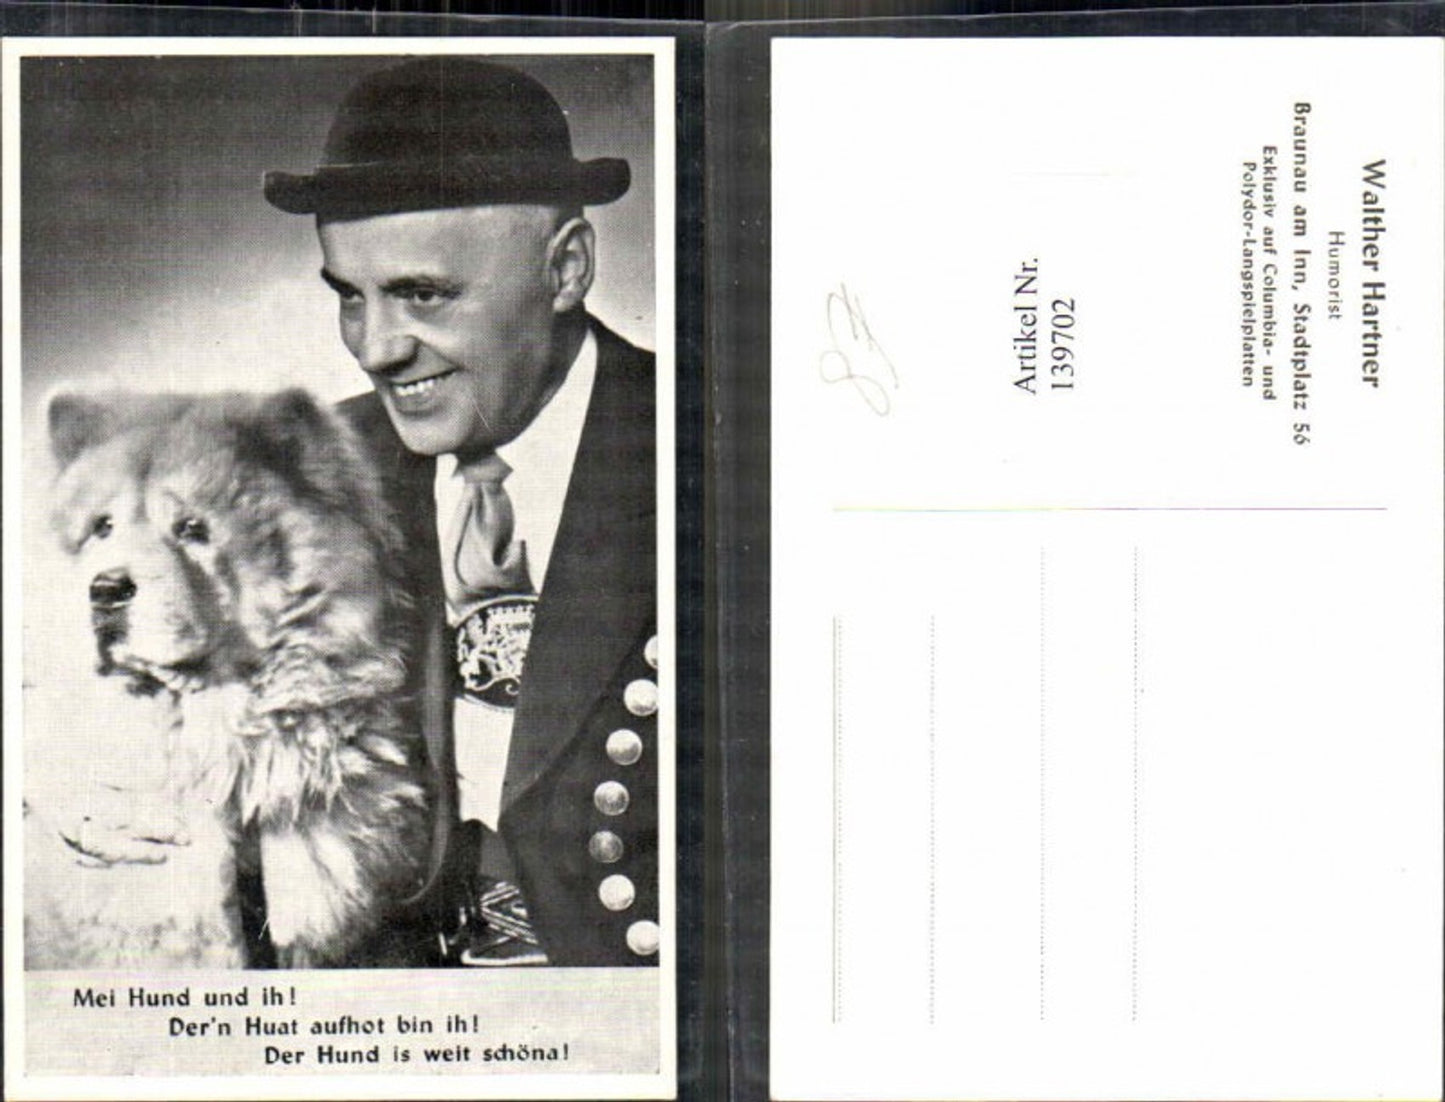 Mei Hund und ih!
Der'n Huat aufhot bin ih!
Der Hund is weit schöna!
Walther Hartner
Humorist
Braunau am Inn, Stadtplatz 56
Exklusiv auf Columbia- und
Polydor-Langspielplatten
Artikel Nr.
139702